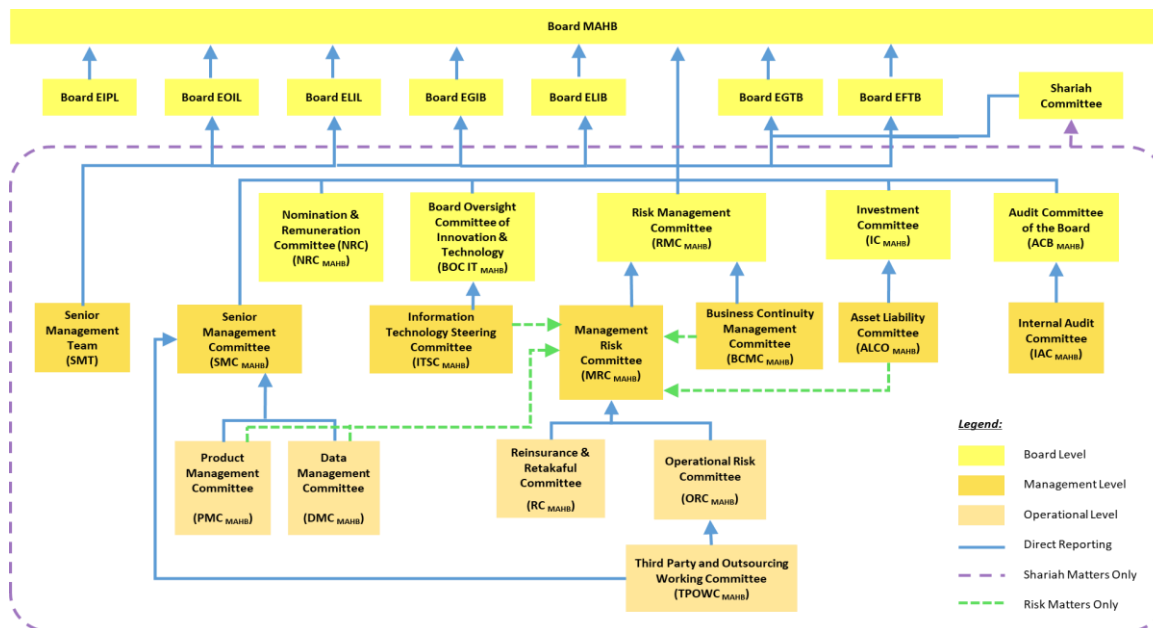 Board MAHB
Board EIPL
Board EOIL
Board ELIL
Board EGIB
Board ELIB
Board EGTB
Board EFTB
Shariah
Committee
Nomination &
Remuneration
Committee (NRC)
(NRC MAHB)
Board Oversight
Committee of
Innovation &
Technology
(BOC IT MAHB)
Risk Management
Committee
(RMC MAHB)
Investment
Committee
(IC MAHB)
Audit Committee
of the Board
(ACB MAHB)
Senior
Management
Team
(SMT)
Senior
Management
Committee
(SMC MAHB)
Information
Technology Steering
Committee
(ITSC MAHB)
Management
Risk
Committee
(MRC MAHB)
Business Continuity
Management
Committee
(BCMC MAHB)
Asset Liability
Committee
(ALCO MAHB)
Internal Audit
Committee
(IAC MAHB)
Product
Management
Committee
(PMC MAHB)
Data
Management
Committee
(DMC MAHB)
Reinsurance &
Retakaful
Committee
(RC MAHB)
Operational Risk
Committee
(ORC MAHB)
Third Party and Outsourcing
Working Committee
(TPOWC MAHB)
Legend:
Board Level
Management Level
Operational Level
Direct Reporting
Shariah Matters Only
Risk Matters Only